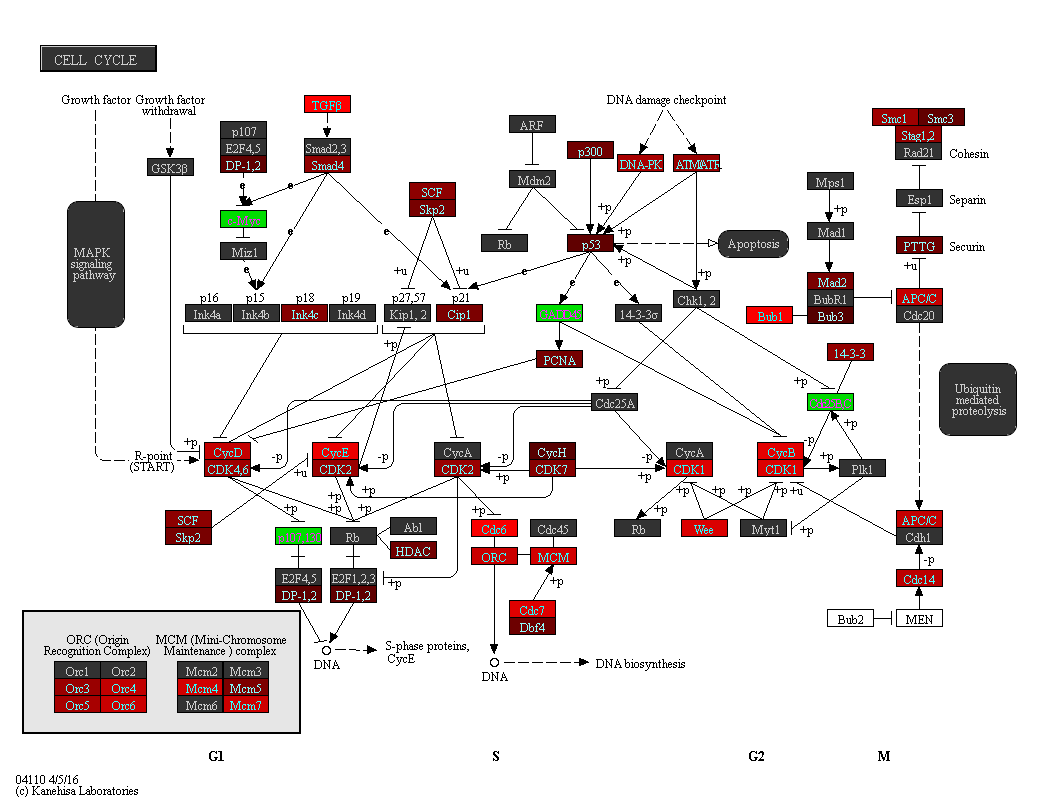 CELL CYCLE
Growth factor
Growth factor
withdrawal
TGFβ
DNA damage checkpoint
Smc1
Smc3
Stag1,2
Rad21
Cohesin
p107
E2F4,5
DP-1,2
Smad2,3
Smad4
ARF
p300
DNA-PK
ATM/ATR
GSK3β
Mdm2
Mps1
+p
Esp1
Separin
e
e
SCF
Skp2
+p
MAPK
signaling
pathway
Miz1
e
e
Rb
p53
+p
Apoptosis
Mad1
PTTG
Securin
+u
e
e
e
+p
+u
+u
p16
p15
p18
p19
p27,57
p21
Ink4a
Ink4b
Ink4c
Ink4d
Kip1, 2
Cip1
14-3-3σ
Chk1, 2
Mad2
BubR1
Bub3
Bub1
APC/C
Cdc20
+p
PCNA
14-3-3
Ubiquitin
mediated
proteolysis
+p
+p
Cdc25A
+p
R-point
(START)
+p
CycD
CDK4,6
-p
CycE
CDK2
-p
CycA
CDK2
+p
CycH
CDK7
-p
CycA
CDK1
CycB
CDK1
-p
+p
Plk1
+u
+p
+p
+p
+p
+u
+p
+p
+p
+p
+p
SCF
Skp2
Rb
Abl
HDAC
Cdc6
Cdc45
Rb
Wee
Myt1
+p
APC/C
Cdh1
ORC
MCM
-p
E2F4,5
DP-1,2
E2F1,2,3
DP-1,2
+p
+p
Cdc14
Cdc7
Dbf4
Bub2
MEN
ORC (Origin
Recognition Complex)
MCM (Mini-Chromosome
Maintenance ) complex
Orc1
Orc2
Orc3
Orc4
Orc5
Orc6
Mcm2
Mcm3
Mcm4
Mcm5
Mcm6
Mcm7
DNA
S-phase proteins,
CycE
DNA
DNA biosynthesis
G1
S
G2
M
04110 4/5/16
(c) Kanehisa Laboratories